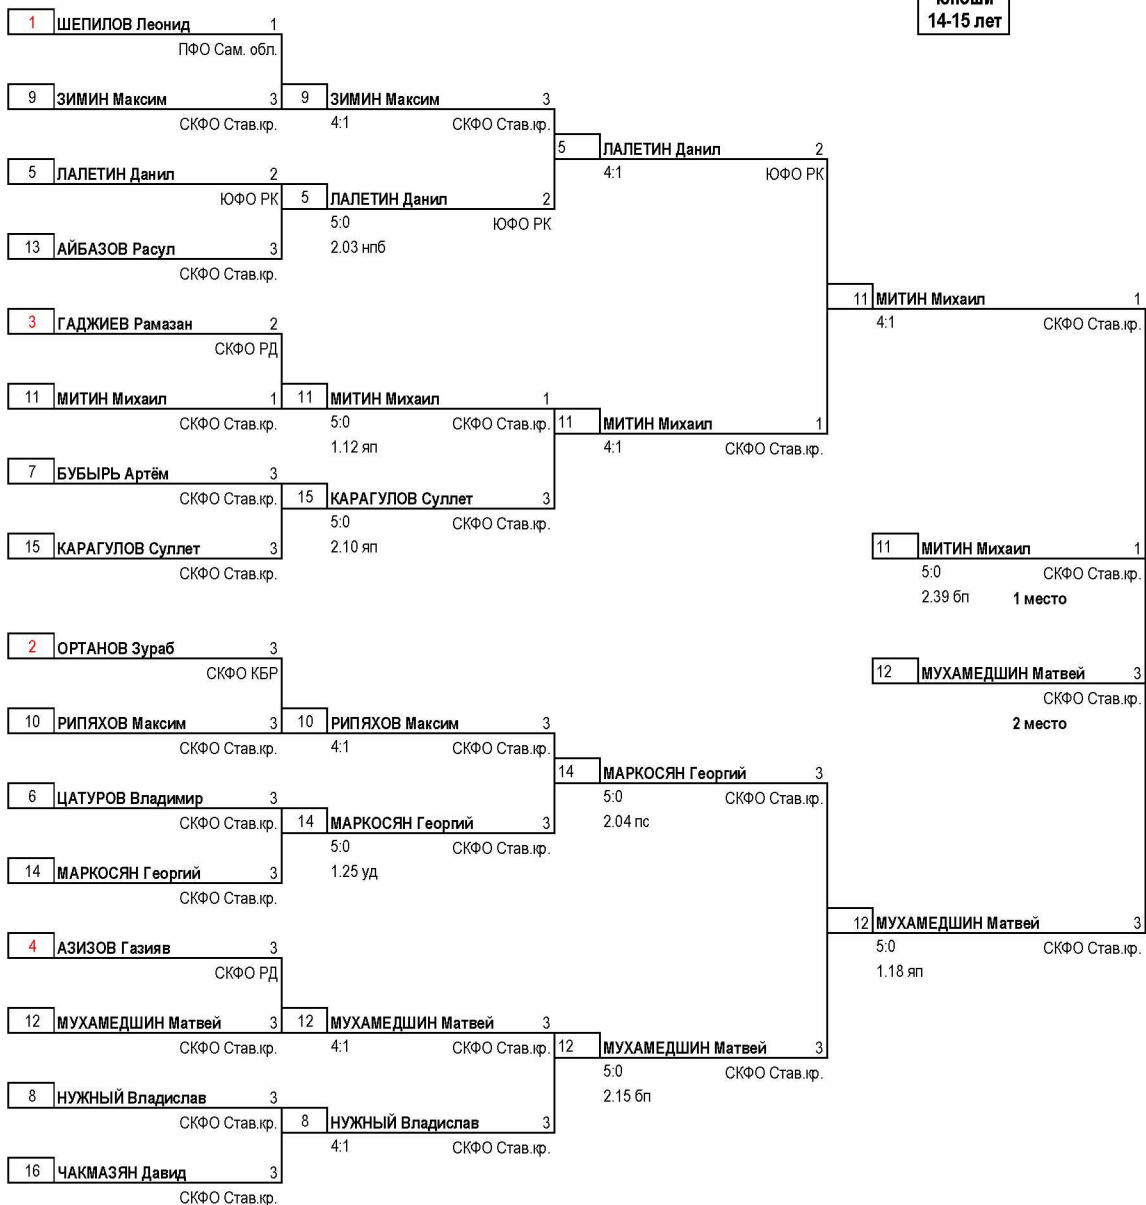 юноши
14-15 лет
1 ШЕПИЛОВ Леонид 1
ПФО Сам. обл.
9 ЗИМИН Максим 3
СКФО Став.кр.
5 ЛАЛЕТИН Данил 2
ЮФО РК
13 АЙБАЗОВ Расул 3
СКФО Став.кр.
3 ГАДЖИЕВ Рамазан 2
СКФО РД
11 МИТИН Михаил 1
СКФО Став.кр.
7 БУБЫРЬ Артём 3
СКФО Став.кр.
15 КАРАГУЛОВ Суллет 3
СКФО Став.кр.
2 ОРТАНОВ Зураб 3
СКФО КБР
10 РИПЯХОВ Максим 3
СКФО Став.кр.
6 ЦАТУРОВ Владимир 3
СКФО Став.кр.
14 МАРКОСЯН Георгий 3
СКФО Став.кр.
4 АЗИЗОВ Газияв 3
СКФО РД
12 МУХАМЕДШИН Матвей 3
СКФО Став.кр.
8 НУЖНЫЙ Владислав 3
СКФО Став.кр.
16 ЧАКМАЗЯН Давид 3
СКФО Став.кр.
9 ЗИМИН Максим 3
4:1 СКФО Став.кр.
5 ЛАЛЕТИН Данил 2
5:0 ЮФО РК
2.03 нпб
11 МИТИН Михаил 1
5:0 СКФО Став.кр.
1.12 яп
15 КАРАГУЛОВ Суллет 3
5:0 СКФО Став.кр.
2.10 яп
10 РИПЯХОВ Максим 3
4:1 СКФО Став.кр.
14 МАРКОСЯН Георгий 3
5:0 СКФО Став.кр.
1.25 уд
12 МУХАМЕДШИН Матвей 3
4:1 СКФО Став.кр.
8 НУЖНЫЙ Владислав 3
4:1 СКФО Став.кр.
5 ЛАЛЕТИН Данил 2
4:1 ЮФО РК
11 МИТИН Михаил 1
4:1 СКФО Став.кр.
14 МАРКОСЯН Георгий 3
5:0 СКФО Став.кр.
2.04 пс
12 МУХАМЕДШИН Матвей 3
5:0 СКФО Став.кр.
2.15 бп
11 МИТИН Михаил 1
4:1 СКФО Став.кр.
12 МУХАМЕДШИН Матвей 3
5:0 СКФО Став.кр.
1.18 яп
11 МИТИН Михаил 1
5:0 СКФО Став.кр.
2.39 бп 1 место
12 МУХАМЕДШИН Матвей 3
СКФО Став.кр.
2 место